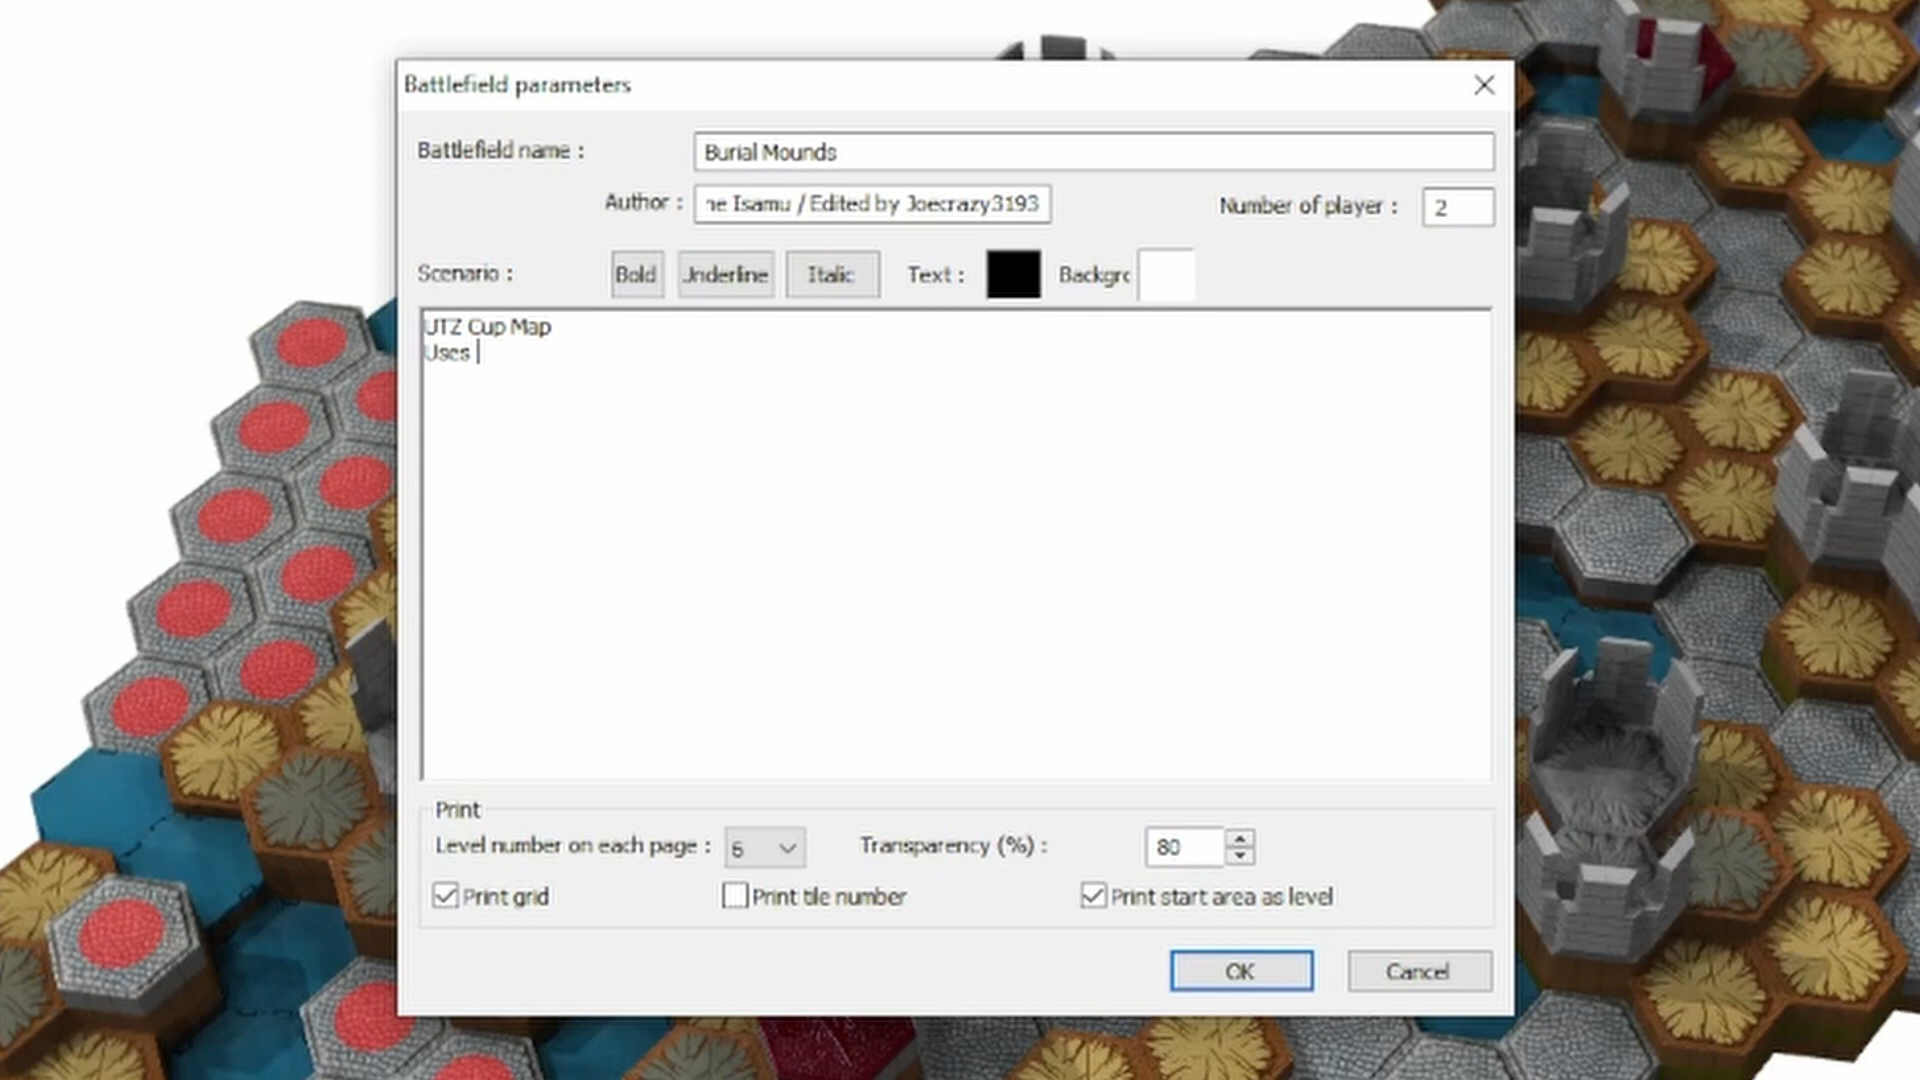 Battlefield parameters
Battlefield name : Burial Mounds
Author : ne Isamu / Edited by Joecrazy3193 Number of player : 2
Scenario : Bold Underline Italic Text : Backgrc
UTZ Cup Map
Uses
Print
Level number on each page : 6 Transparency (%) : 80
Print grid Print tile number Print start area as level
OK Cancel